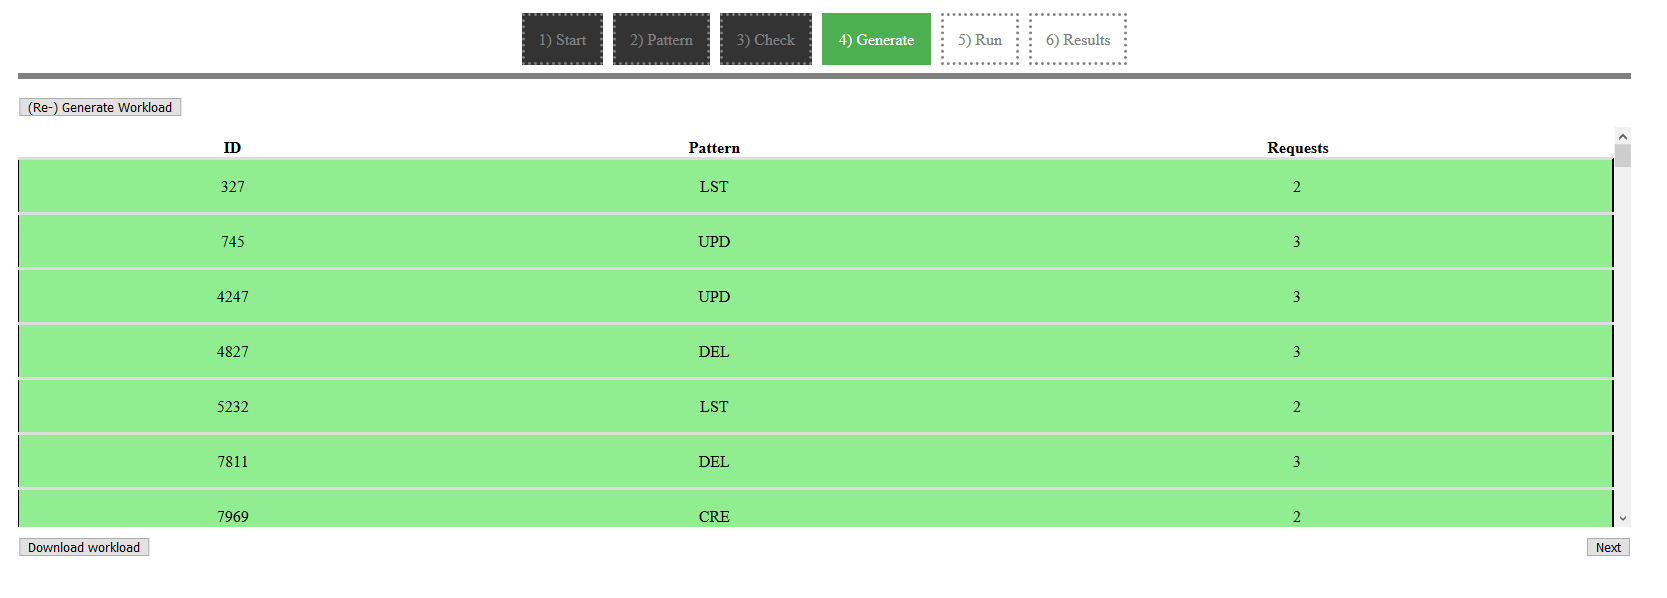 1) Start 2) Pattern 3) Check 4) Generate 5) Run 6) Results
(Re-) Generate Workload
ID Pattern Requests
327 LST 2
745 UPD 3
4247 UPD 3
4827 DEL 3
5232 LST 2
7811 DEL 3
7969 CRE 2
Download workload Next